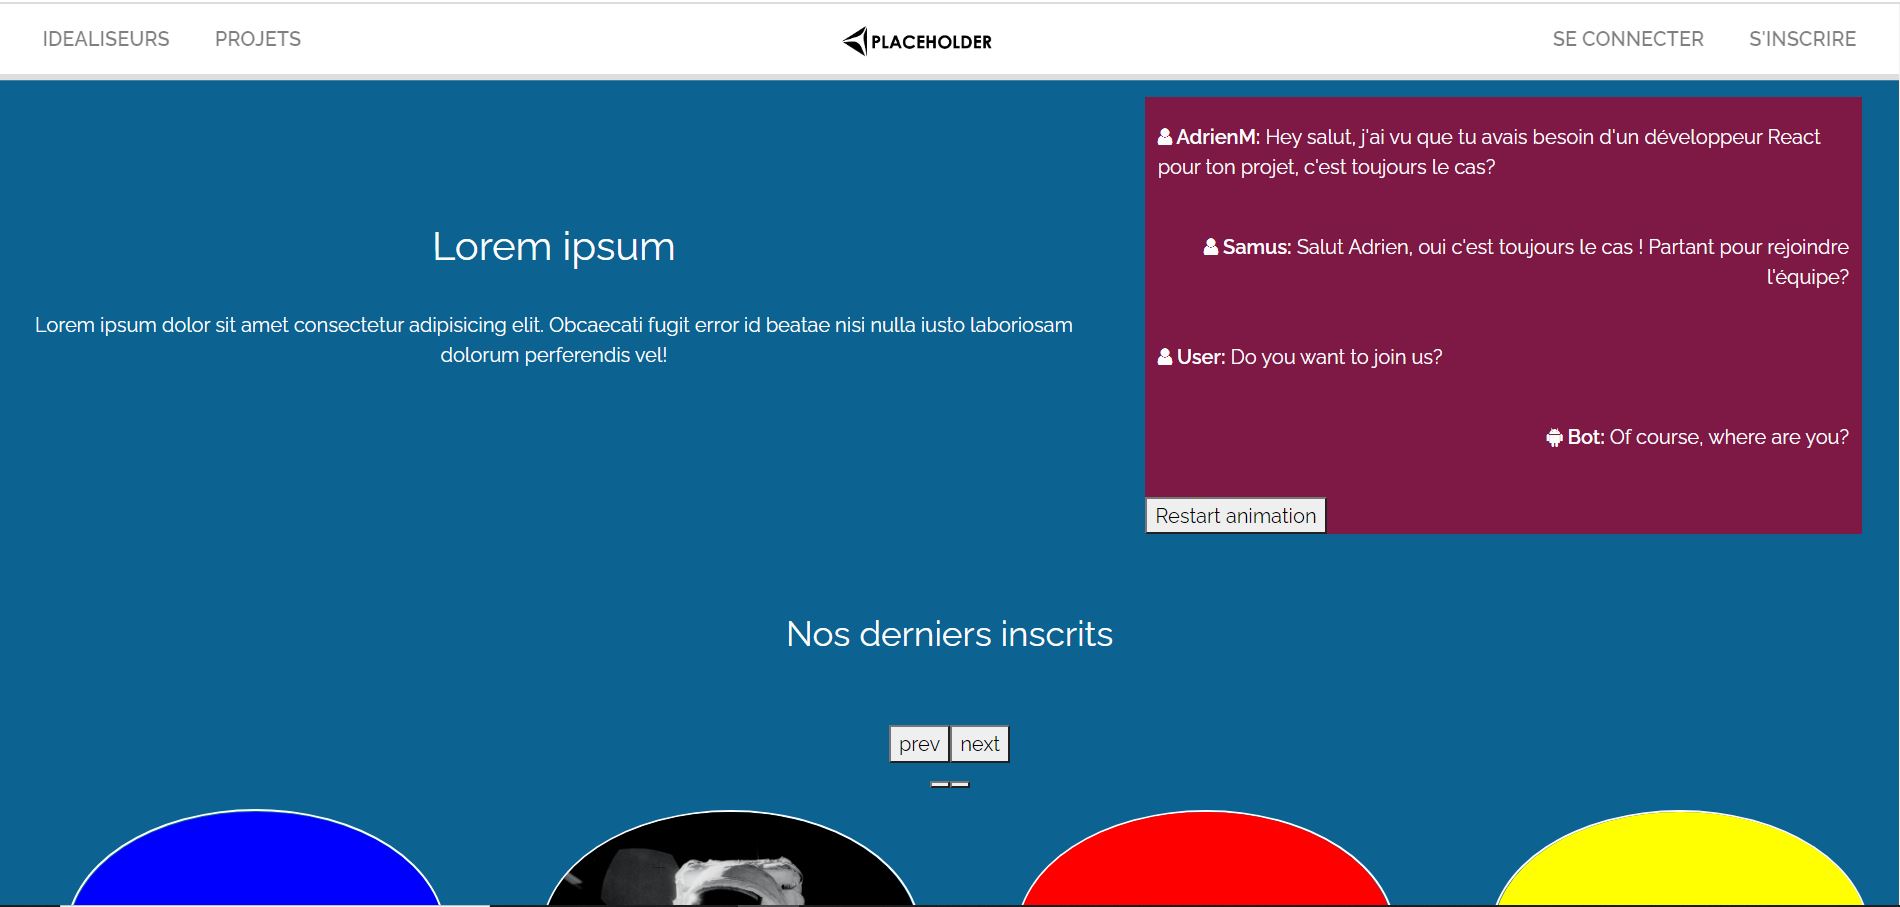 IDEALISEURS PROJETS PLACEHOLDER SE CONNECTER S'INSCRIRE
Lorem ipsum
Lorem ipsum dolor sit amet consectetur adipisicing elit. Obcaecati fugit error id beatae nisi nulla iusto laboriosam
dolorum perferendis vel!
AdrienM: Hey salut, j'ai vu que tu avais besoin d'un développeur React
pour ton projet, c'est toujours le cas?
Samus: Salut Adrien, oui c'est toujours le cas ! Partant pour rejoindre
l'équipe?
User: Do you want to join us?
Bot: Of course, where are you?
Restart animation
Nos derniers inscrits
prev next